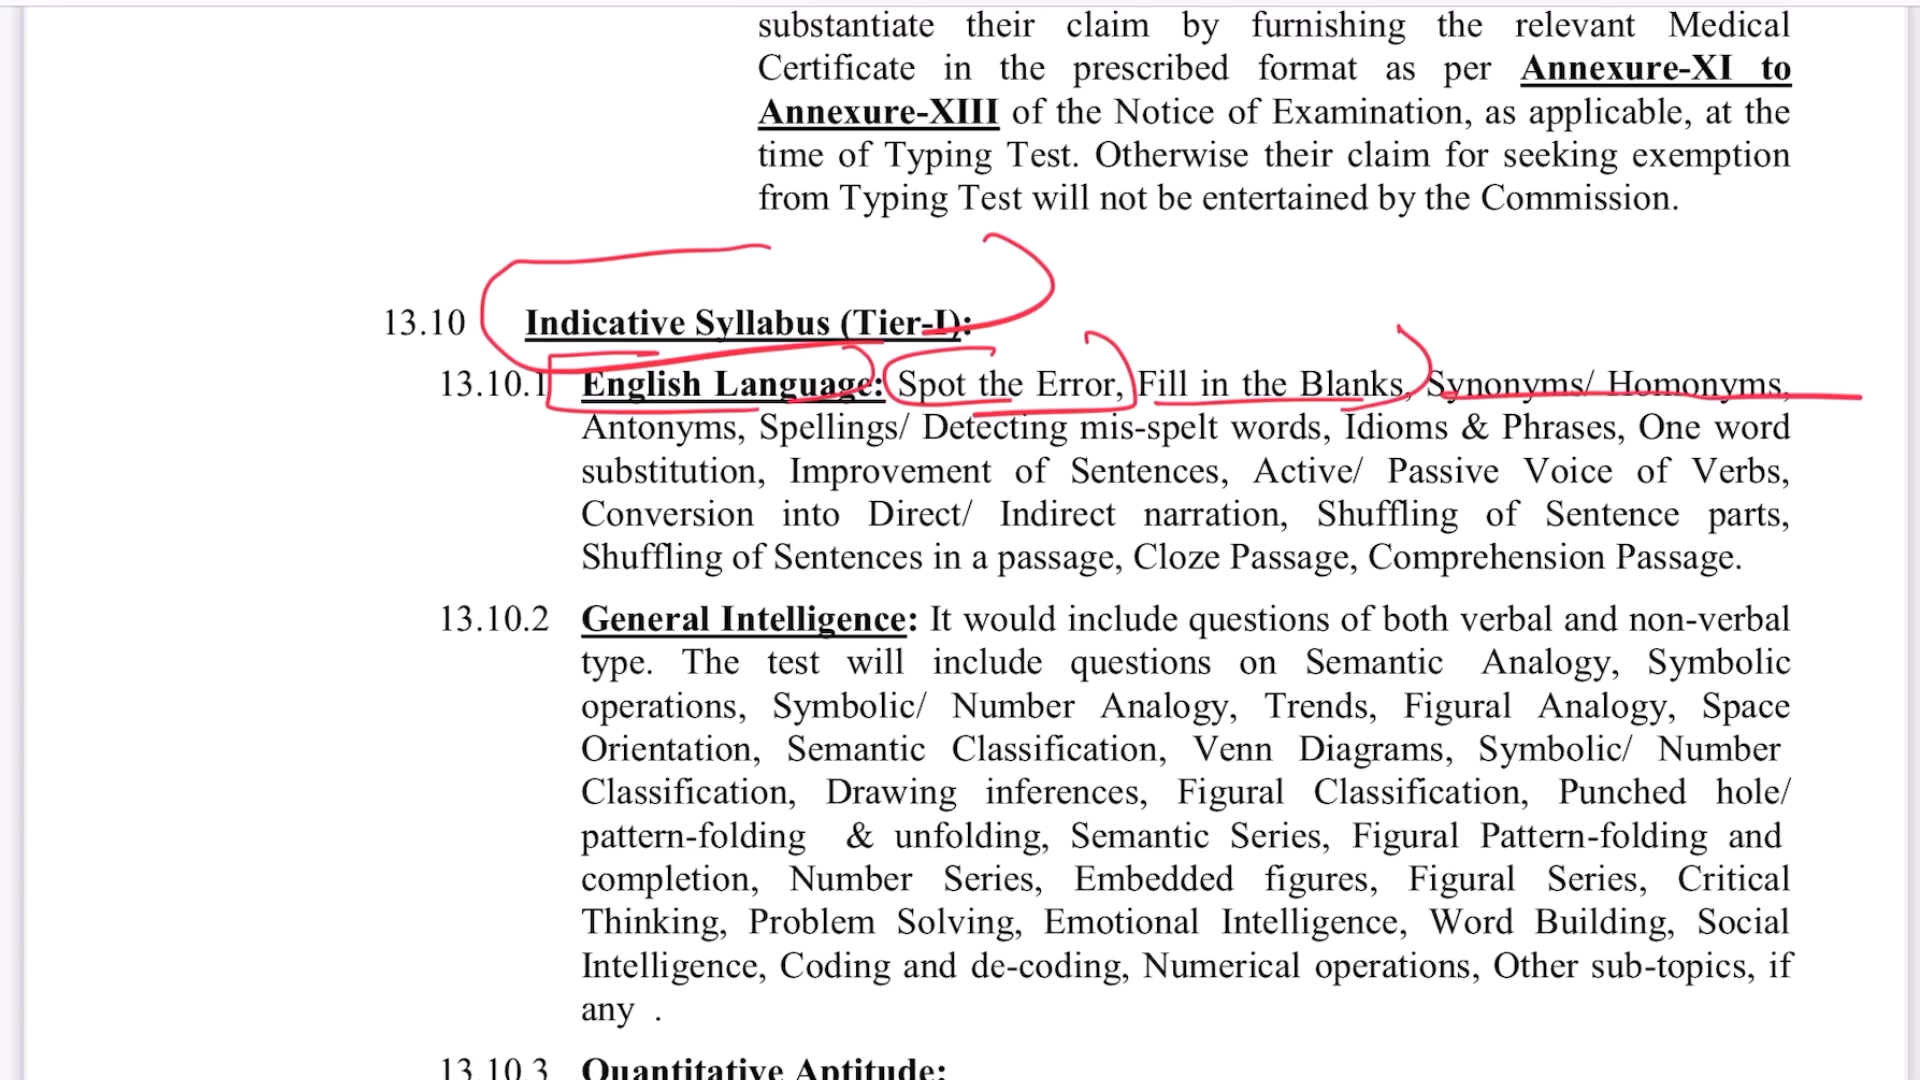 substantiate their claim by furnishing the relevant Medical
Certificate in the prescribed format as per Annexure-XI to
Annexure-XIII of the Notice of Examination, as applicable, at the
time of Typing Test. Otherwise their claim for seeking exemption
from Typing Test will not be entertained by the Commission.
13.10 Indicative Syllabus (Tier-I):
13.10.1 English Language: Spot the Error, Fill in the Blanks, Synonyms/ Homonyms,
Antonyms, Spellings/ Detecting mis-spelt words, Idioms & Phrases, One word
substitution, Improvement of Sentences, Active/ Passive Voice of Verbs,
Conversion into Direct/ Indirect narration, Shuffling of Sentence parts,
Shuffling of Sentences in a passage, Cloze Passage, Comprehension Passage.
13.10.2 General Intelligence: It would include questions of both verbal and non-verbal
type. The test will include questions on Semantic Analogy, Symbolic
operations, Symbolic/ Number Analogy, Trends, Figural Analogy, Space
Orientation, Semantic Classification, Venn Diagrams, Symbolic/ Number
Classification, Drawing inferences, Figural Classification, Punched hole/
pattern-folding & unfolding, Semantic Series, Figural Pattern-folding and
completion, Number Series, Embedded figures, Figural Series, Critical
Thinking, Problem Solving, Emotional Intelligence, Word Building, Social
Intelligence, Coding and de-coding, Numerical operations, Other sub-topics, if
any .
13.10.3 Quantitative Aptitude: